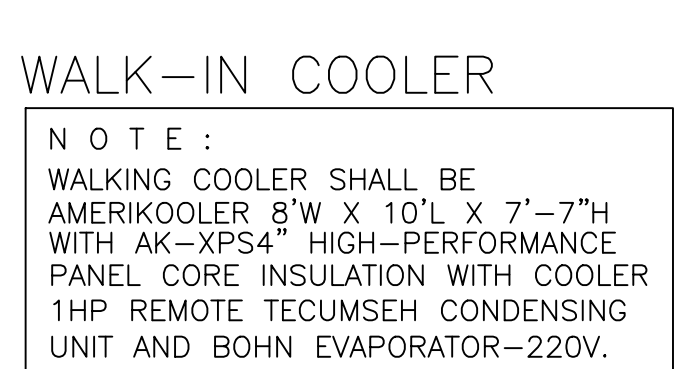 WALK-IN COOLER
NOTE:
WALKING COOLER SHALL BE
AMERIKOOLER 8'W X 10'L X 7'-7"H
WITH AK-XPS4" HIGH-PERFORMANCE
PANEL CORE INSULATION WITH COOLER
1HP REMOTE TECUMSEH CONDENSING
UNIT AND BOHN EVAPORATOR-220V.